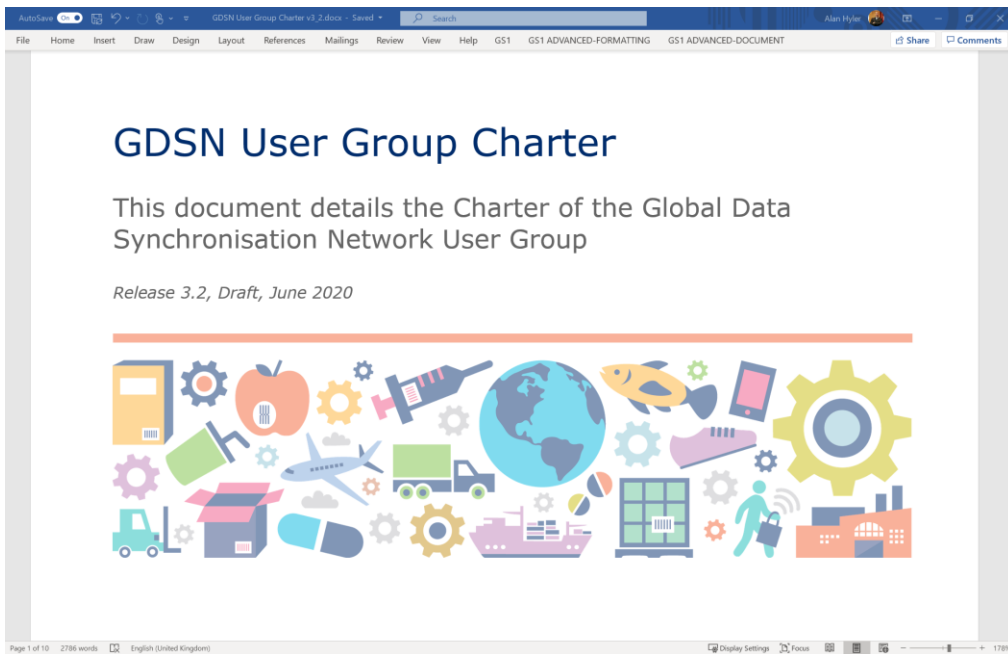 AutoSave On GDSN User Group Charter v3_2.docx - Saved Search Alan Hyler
File Home Insert Draw Design Layout References Mailings Review View Help GS1 GS1 ADVANCED-FORMATTING GS1 ADVANCED-DOCUMENT Share Comments
GDSN User Group Charter
This document details the Charter of the Global Data
Synchronisation Network User Group
Release 3.2, Draft, June 2020
Page 1 of 10 2786 words English (United Kingdom) Display Settings Focus